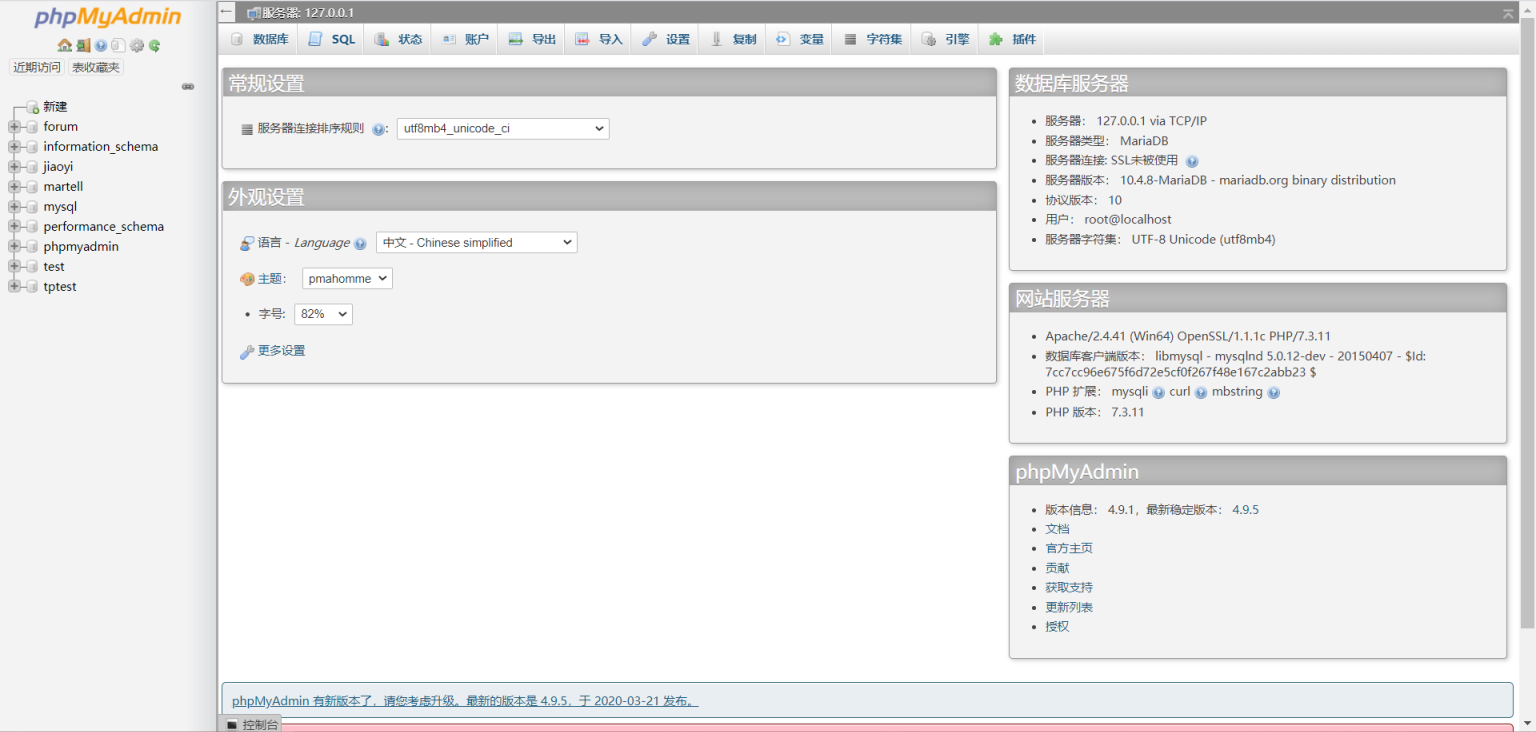 phpMyAdmin
近期访问 表收藏夹
新建
forum
information_schema
jiaoyi
martell
mysql
performance_schema
phpmyadmin
test
tptest
服务器: 127.0.0.1
数据库 SQL 状态 账户 导出 导入 设置 复制 变量 字符集 引擎 插件
常规设置
服务器连接排序规则 : utf8mb4_unicode_ci
外观设置
语言 - Language 中文 - Chinese simplified
主题: pmahomme
字号: 82%
更多设置
数据库服务器
服务器: 127.0.0.1 via TCP/IP
服务器类型: MariaDB
服务器连接: SSL未被使用
服务器版本: 10.4.8-MariaDB - mariadb.org binary distribution
协议版本: 10
用户: root@localhost
服务器字符集: UTF-8 Unicode (utf8mb4)
网站服务器
Apache/2.4.41 (Win64) OpenSSL/1.1.1c PHP/7.3.11
数据库客户端版本: libmysql - mysqlnd 5.0.12-dev - 20150407 - $Id:
7cc7cc96e675f6d72e5cf0f267f48e167c2abb23 $
PHP 扩展: mysqli curl mbstring
PHP 版本: 7.3.11
phpMyAdmin
版本信息: 4.9.1，最新稳定版本: 4.9.5
文档
官方主页
贡献
获取支持
更新列表
授权
phpMyAdmin 有新版本了，请您考虑升级。最新的版本是 4.9.5，于 2020-03-21 发布。
控制台